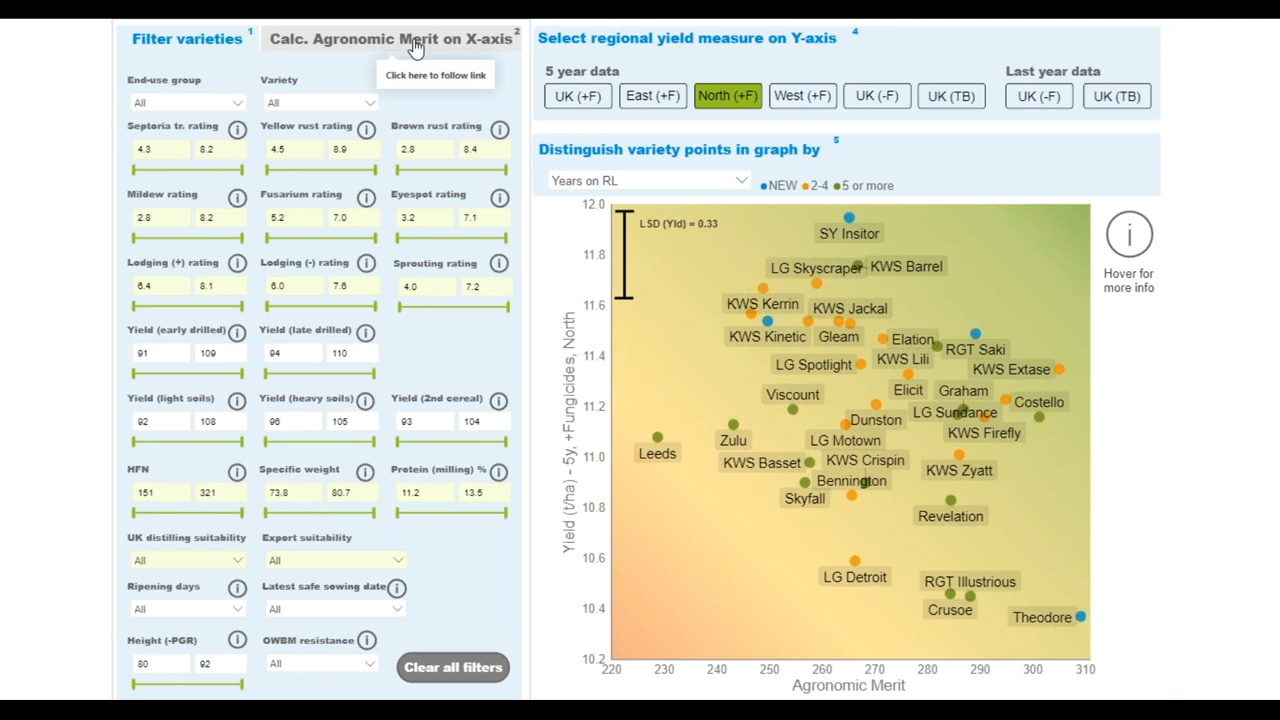 Filter varieties 1
Calc. Agronomic Merit on X-axis 2
Click here to follow link
End-use group Variety
All All
Septoria tr. rating Yellow rust rating Brown rust rating
4.3 8.2 4.5 8.9 2.8 8.4
Mildew rating Fusarium rating Eyespot rating
2.8 8.2 5.2 7.0 3.2 7.1
Lodging (+) rating Lodging (-) rating Sprouting rating
6.4 8.1 6.0 7.6 4.0 7.2
Yield (early drilled) Yield (late drilled)
91 109 94 110
Yield (light soils) Yield (heavy soils) Yield (2nd cereal)
92 108 96 105 93 104
HFN Specific weight Protein (milling) %
151 321 73.8 80.7 11.2 13.5
UK distilling suitability Export suitability
All All
Ripening days Latest safe sowing date
All All
Height (-PGR) OWBM resistance
80 92 All
Clear all filters
Select regional yield measure on Y-axis 4
5 year data Last year data
UK (+F) East (+F) North (+F) West (+F) UK (-F) UK (TB) UK (-F) UK (TB)
Distinguish variety points in graph by 5
Years on RL
NEW 2-4 5 or more
Hover for
more info
LSD (Yld) = 0.33
SY Insitor
LG Skyscraper KWS Barrel
KWS Kerrin KWS Jackal
KWS Kinetic Gleam Elation RGT Saki
LG Spotlight KWS Lili KWS Extase
Viscount Elicit Graham
Dunston LG Sundance Costello
Leeds Zulu LG Motown KWS Firefly
KWS Basset KWS Crispin KWS Zyatt
Skyfall Bennington
Revelation
LG Detroit RGT Illustrious
Crusoe Theodore
Yield (t/ha) - 5y, +Fungicides, North
12.0
11.8
11.6
11.4
11.2
11.0
10.8
10.6
10.4
10.2
220 230 240 250 260 270 280 290 300 310
Agronomic Merit